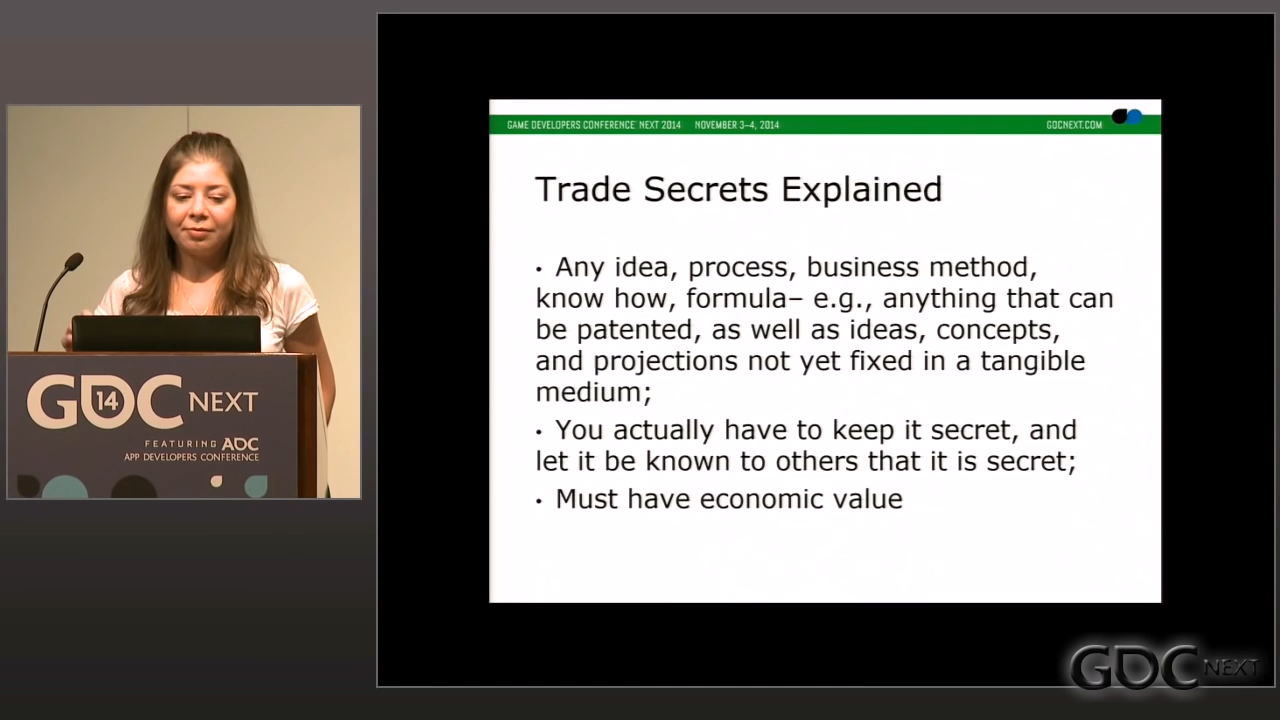 GAME DEVELOPERS CONFERENCE NEXT 2014 NOVEMBER 3–4, 2014 GDCNEXT.COM
Trade Secrets Explained
• Any idea, process, business method,
know how, formula– e.g., anything that can
be patented, as well as ideas, concepts,
and projections not yet fixed in a tangible
medium;
• You actually have to keep it secret, and
let it be known to others that it is secret;
• Must have economic value
GDC 14 NEXT
FEATURING ADC
APP DEVELOPERS CONFERENCE
GDC NEXT